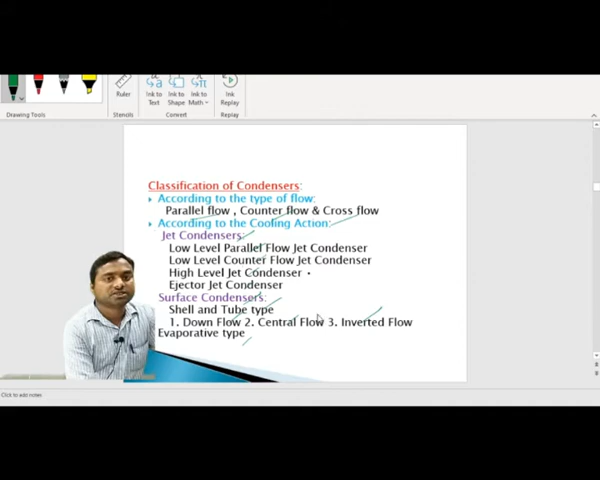 Ruler
Ink to Text
Ink to Shape
Ink to Math
Ink Replay
Drawing Tools
Stencils
Convert
Replay
Classification of Condensers:
According to the type of flow:
Parallel flow , Counter flow & Cross flow
According to the Cooling Action:
Jet Condensers:
Low Level Parallel Flow Jet Condenser
Low Level Counter Flow Jet Condenser
High Level Jet Condenser
Ejector Jet Condenser
Surface Condensers:
Shell and Tube type
1. Down Flow 2. Central Flow 3. Inverted Flow
Evaporative type
Click to add notes